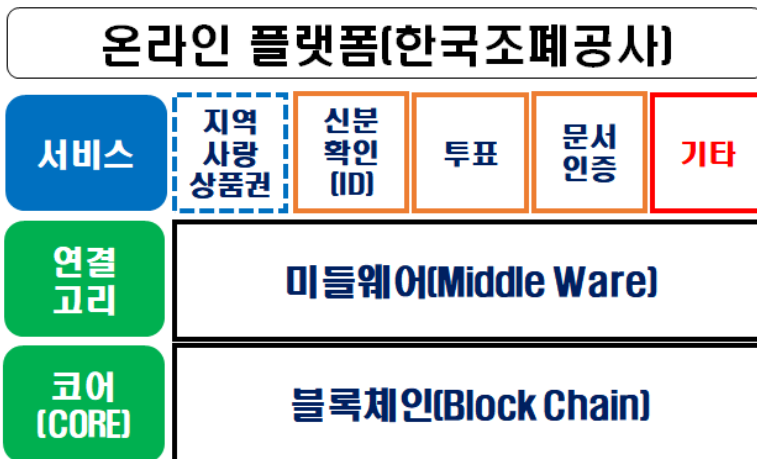 온라인 플랫폼(한국조폐공사)
서비스
지역
사랑
상품권
신분
확인
(ID)
투표
문서
인증
기타
연결
고리
미들웨어(Middle Ware)
코어
(CORE)
블록체인(Block Chain)